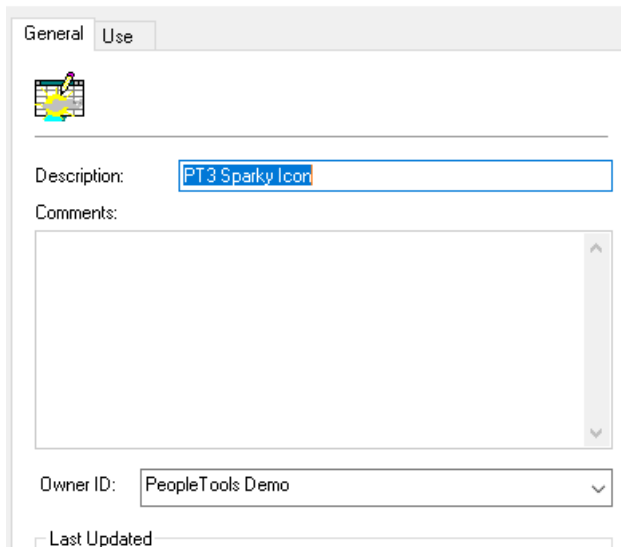 General Use
Description: PT3 Sparky Icon
Comments:
Owner ID: PeopleTools Demo
Last Updated